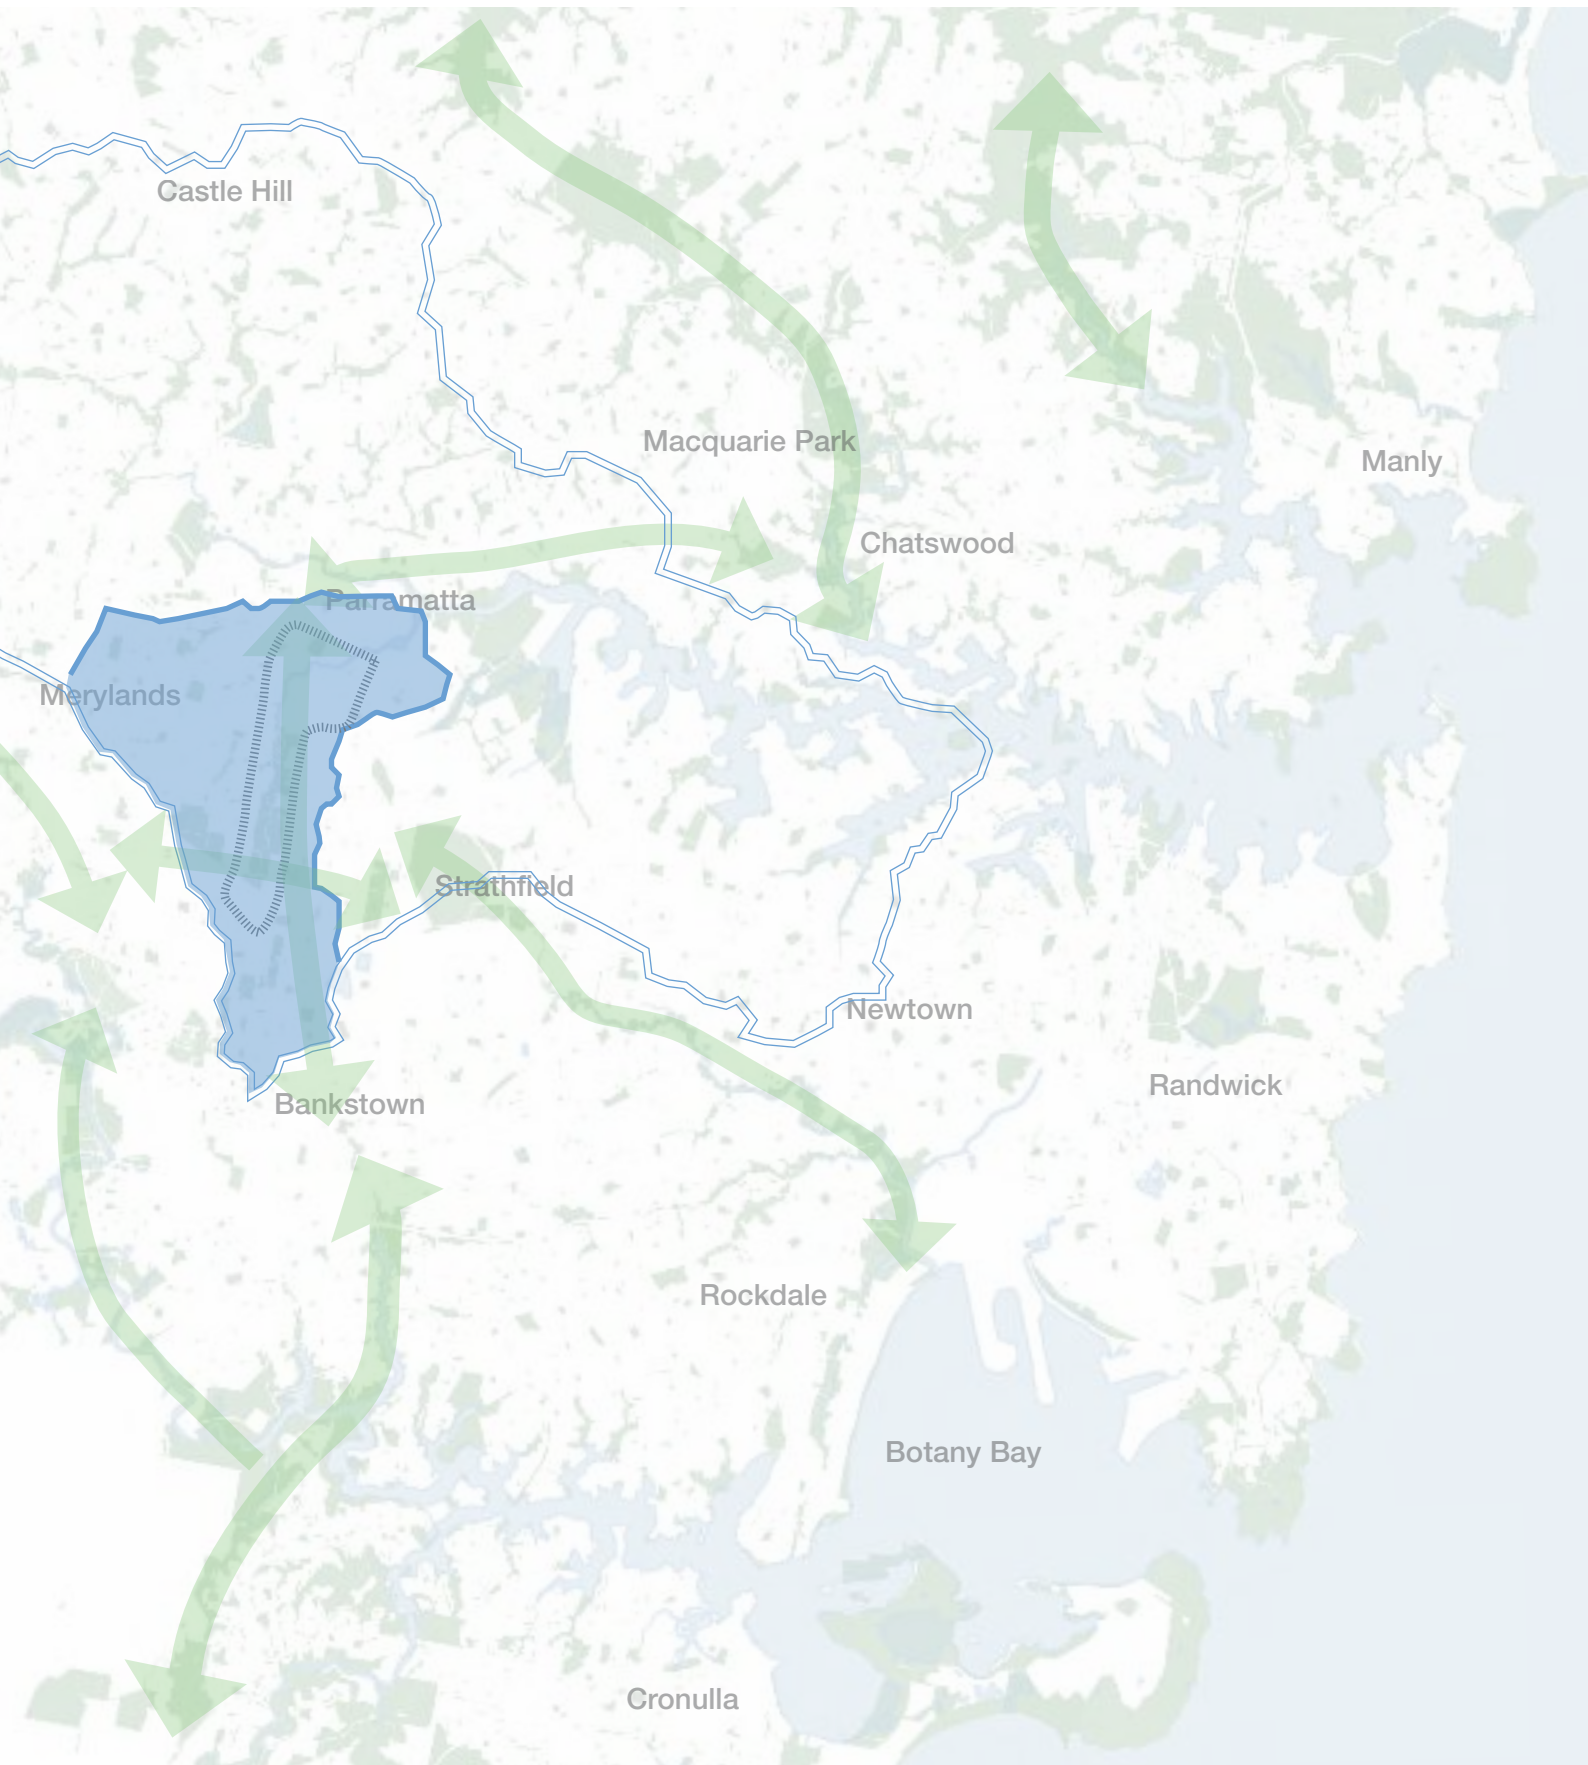 Castle Hill
Macquarie Park
Manly
Chatswood
Parramatta
Merylands
Strathfield
Newtown
Randwick
Bankstown
Rockdale
Botany Bay
Cronulla